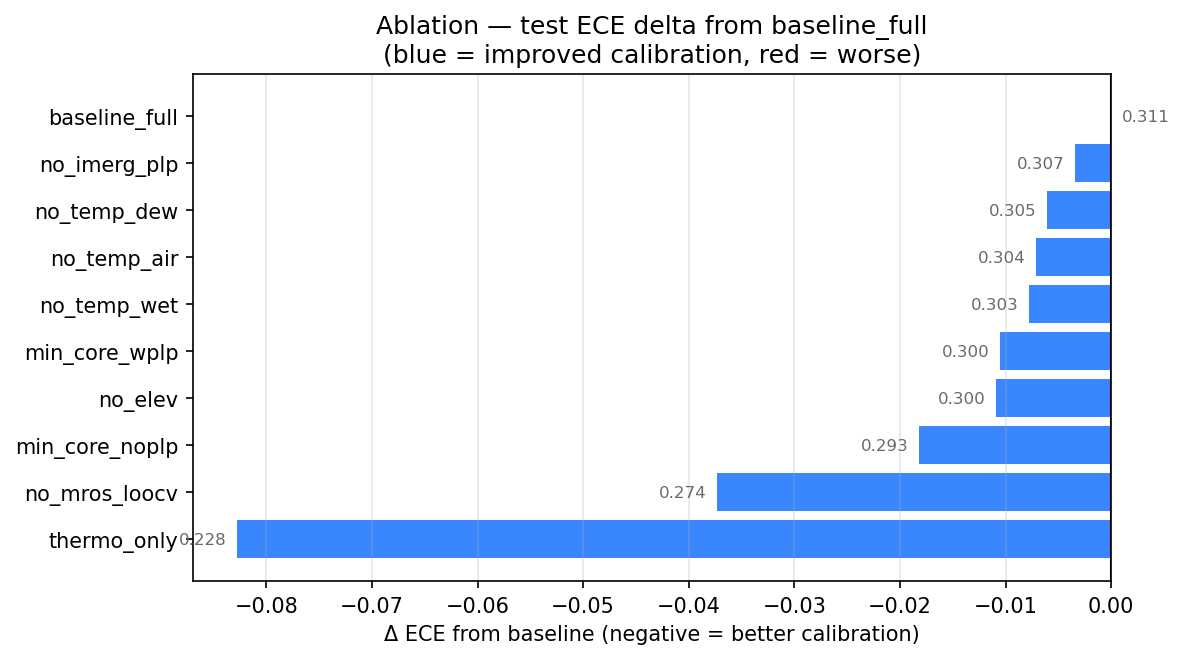 Ablation — test ECE delta from baseline_full
(blue = improved calibration, red = worse)
baseline_full
0.311
no_imerg_plp
0.307
no_temp_dew
0.305
no_temp_air
0.304
no_temp_wet
0.303
min_core_wplp
0.300
no_elev
0.300
min_core_noplp
0.293
no_mros_loocv
0.274
thermo_only
0.228
−0.08 −0.07 −0.06 −0.05 −0.04 −0.03 −0.02 −0.01 0.00
Δ ECE from baseline (negative = better calibration)